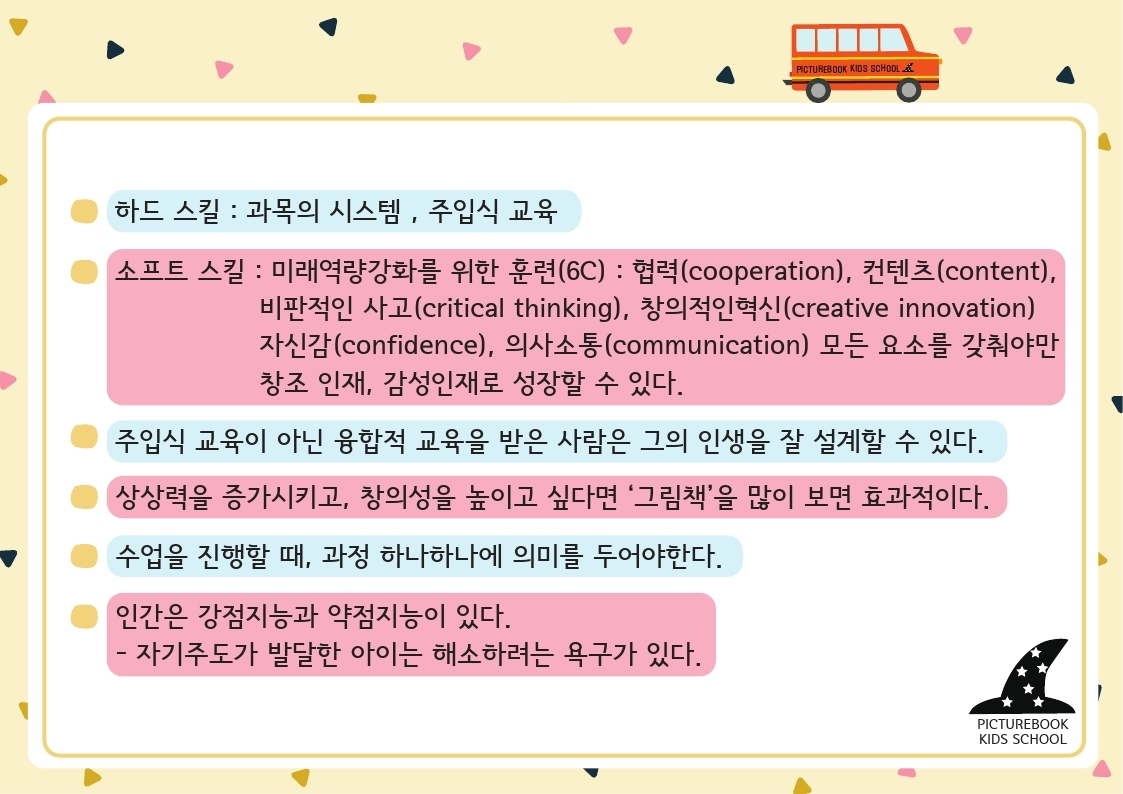 PICTUREBOOK KIDS SCHOOL
하드 스킬 : 과목의 시스템 , 주입식 교육
소프트 스킬 : 미래역량강화를 위한 훈련(6C) : 협력(cooperation), 컨텐츠(content),
비판적인 사고(critical thinking), 창의적인혁신(creative innovation)
자신감(confidence), 의사소통(communication) 모든 요소를 갖춰야만
창조 인재, 감성인재로 성장할 수 있다.
주입식 교육이 아닌 융합적 교육을 받은 사람은 그의 인생을 잘 설계할 수 있다.
상상력을 증가시키고, 창의성을 높이고 싶다면 ‘그림책’을 많이 보면 효과적이다.
수업을 진행할 때, 과정 하나하나에 의미를 두어야한다.
인간은 강점지능과 약점지능이 있다.
- 자기주도가 발달한 아이는 해소하려는 욕구가 있다.
PICTUREBOOK
KIDS SCHOOL